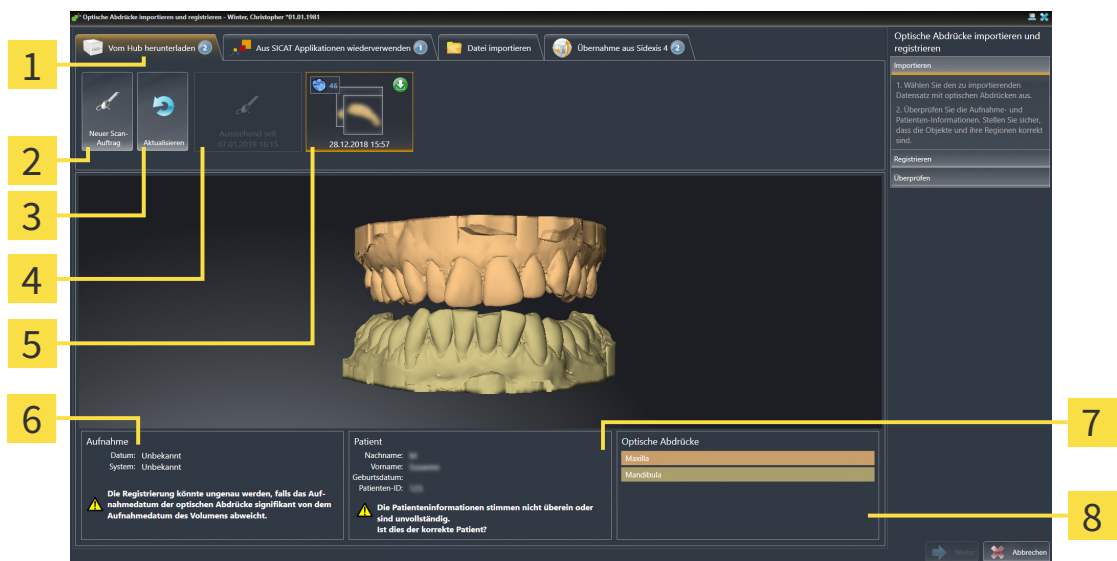 Optische Abdrücke importieren und registrieren - Winter, Christopher *01.01.1981
Vom Hub herunterladen 2
Aus SICAT Applikationen wiederverwenden 1
Datei importieren
Übernahme aus Sidexis 4 2
Neuer Scan-
Auftrag
Aktualisieren
Ausstehend seit
07.01.2019 16:15
46
28.12.2018 15:57
Optische Abdrücke importieren und
registrieren
Importieren
1. Wählen Sie den zu importierenden
Datensatz mit optischen Abdrücken aus.
2. Überprüfen Sie die Aufnahme- und
Patienten-Informationen. Stellen Sie sicher,
dass die Objekte und ihre Regionen korrekt
sind.
Registrieren
Überprüfen
1
2
3
4
5
6
7
8
Aufnahme
Datum: Unbekannt
System: Unbekannt
Die Registrierung könnte ungenau werden, falls das Auf-
nahmedatum der optischen Abdrücke signifikant von dem
Aufnahmedatum des Volumens abweicht.
Patient
Nachname:
Vorname:
Geburtsdatum:
Patienten-ID:
Die Patienteninformationen stimmen nicht überein oder
sind unvollständig.
Ist dies der korrekte Patient?
Optische Abdrücke
Maxilla
Mandibula
Weiter
Abbrechen